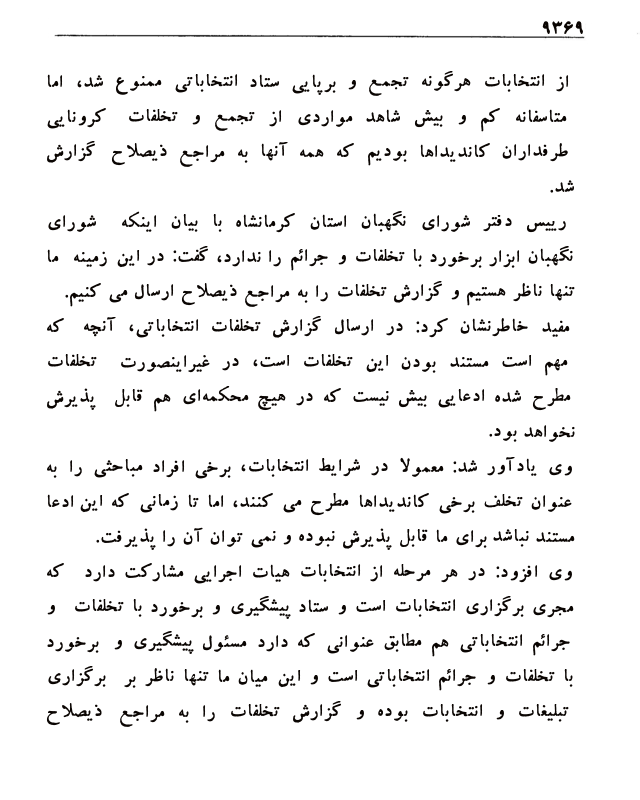 ۹۳۶۹
از انتخابات هرگونه تجمع و برپایی ستاد انتخاباتی ممنوع شد، اما
متاسفانه کم و بیش شاهد مواردی از تجمع و تخلفات کرونایی
طرفداران کاندیداها بودیم که همه آنها به مراجع ذیصلاح گزارش
شد.
رییس دفتر شورای نگهبان استان کرمانشاه با بیان اینکه شورای
نگهبان ابزار برخورد با تخلفات و جرائم را ندارد، گفت: در این زمینه ما
تنها ناظر هستیم و گزارش تخلفات را به مراجع ذیصلاح ارسال می کنیم.
مفید خاطرنشان کرد: در ارسال گزارش تخلفات انتخاباتی، آنچه که
مهم است مستند بودن این تخلفات است، در غیراینصورت تخلفات
مطرح شده ادعایی بیش نیست که در هیچ محکمه‌ای هم قابل پذیرش
نخواهد بود.
وی یادآور شد: معمولا در شرایط انتخابات، برخی افراد مباحثی را به
عنوان تخلف برخی کاندیداها مطرح می کنند، اما تا زمانی که این ادعا
مستند نباشد برای ما قابل پذیرش نبوده و نمی توان آن را پذیرفت.
وی افزود: در هر مرحله از انتخابات هیات اجرایی مشارکت دارد که
مجری برگزاری انتخابات است و ستاد پیشگیری و برخورد با تخلفات و
جرائم انتخاباتی هم مطابق عنوانی که دارد مسئول پیشگیری و برخورد
با تخلفات و جرائم انتخاباتی است و این میان ما تنها ناظر بر برگزاری
تبلیغات و انتخابات بوده و گزارش تخلفات را به مراجع ذیصلاح